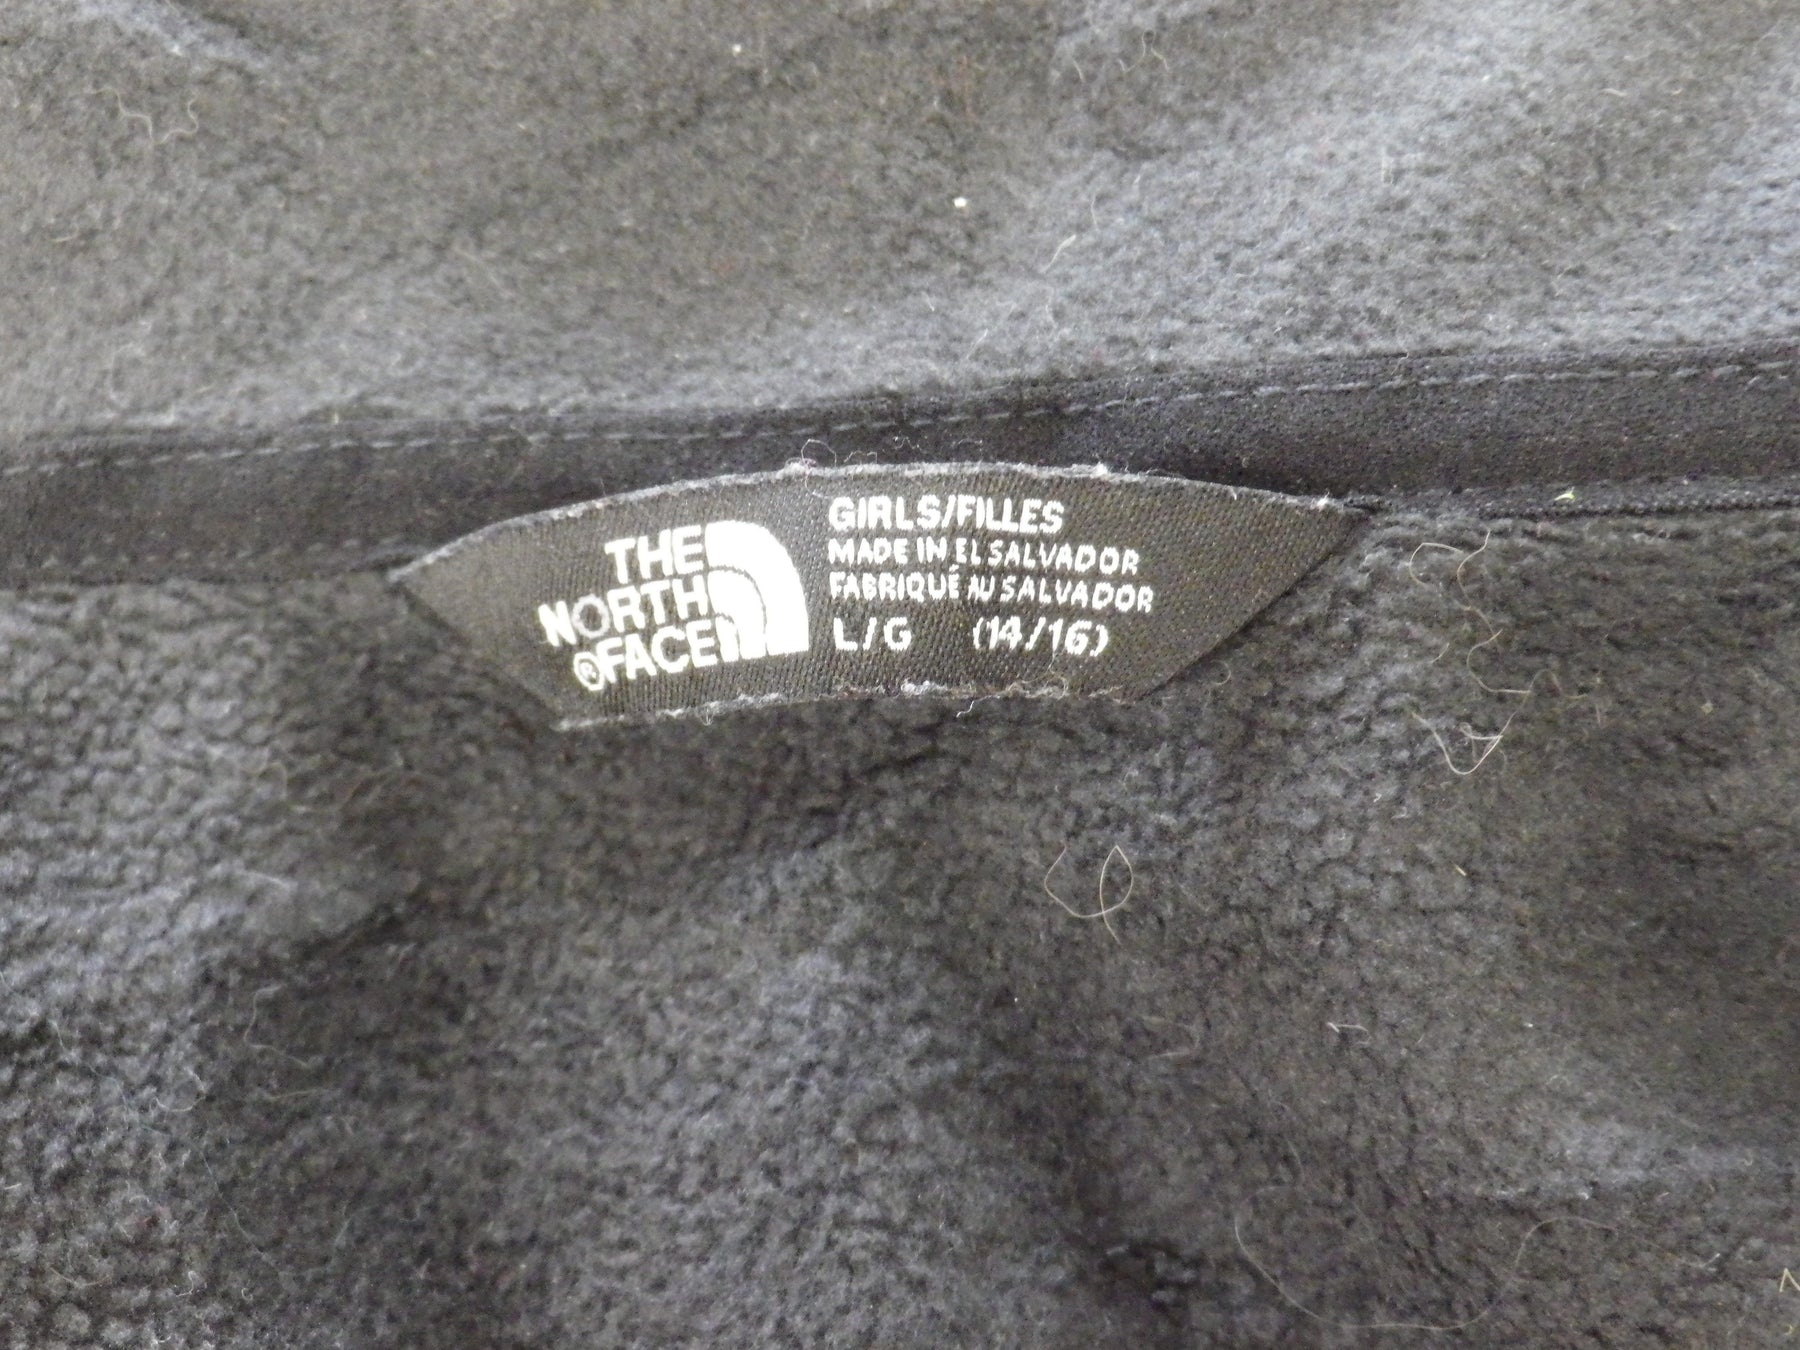 THE
NORTH
®FACE
GIRLS/FILLES
MADE IN EL SALVADOR
FABRIQUÉ AU SALVADOR
L/G (14/16)